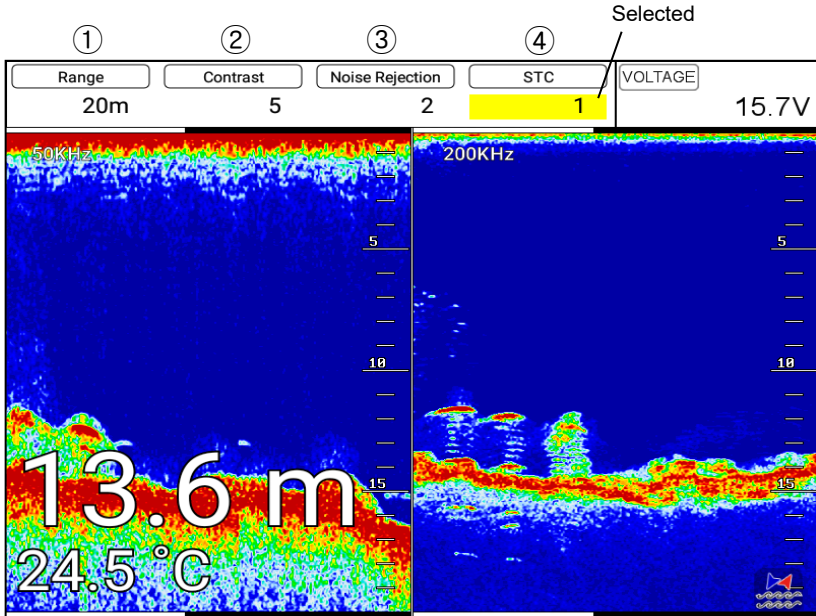 Selected
① ② ③ ④
Range Contrast Noise Rejection STC VOLTAGE
20m 5 2 1 15.7V
50KHz 200KHz
5 5
10 10
15 15
13.6 m
24.5 °C